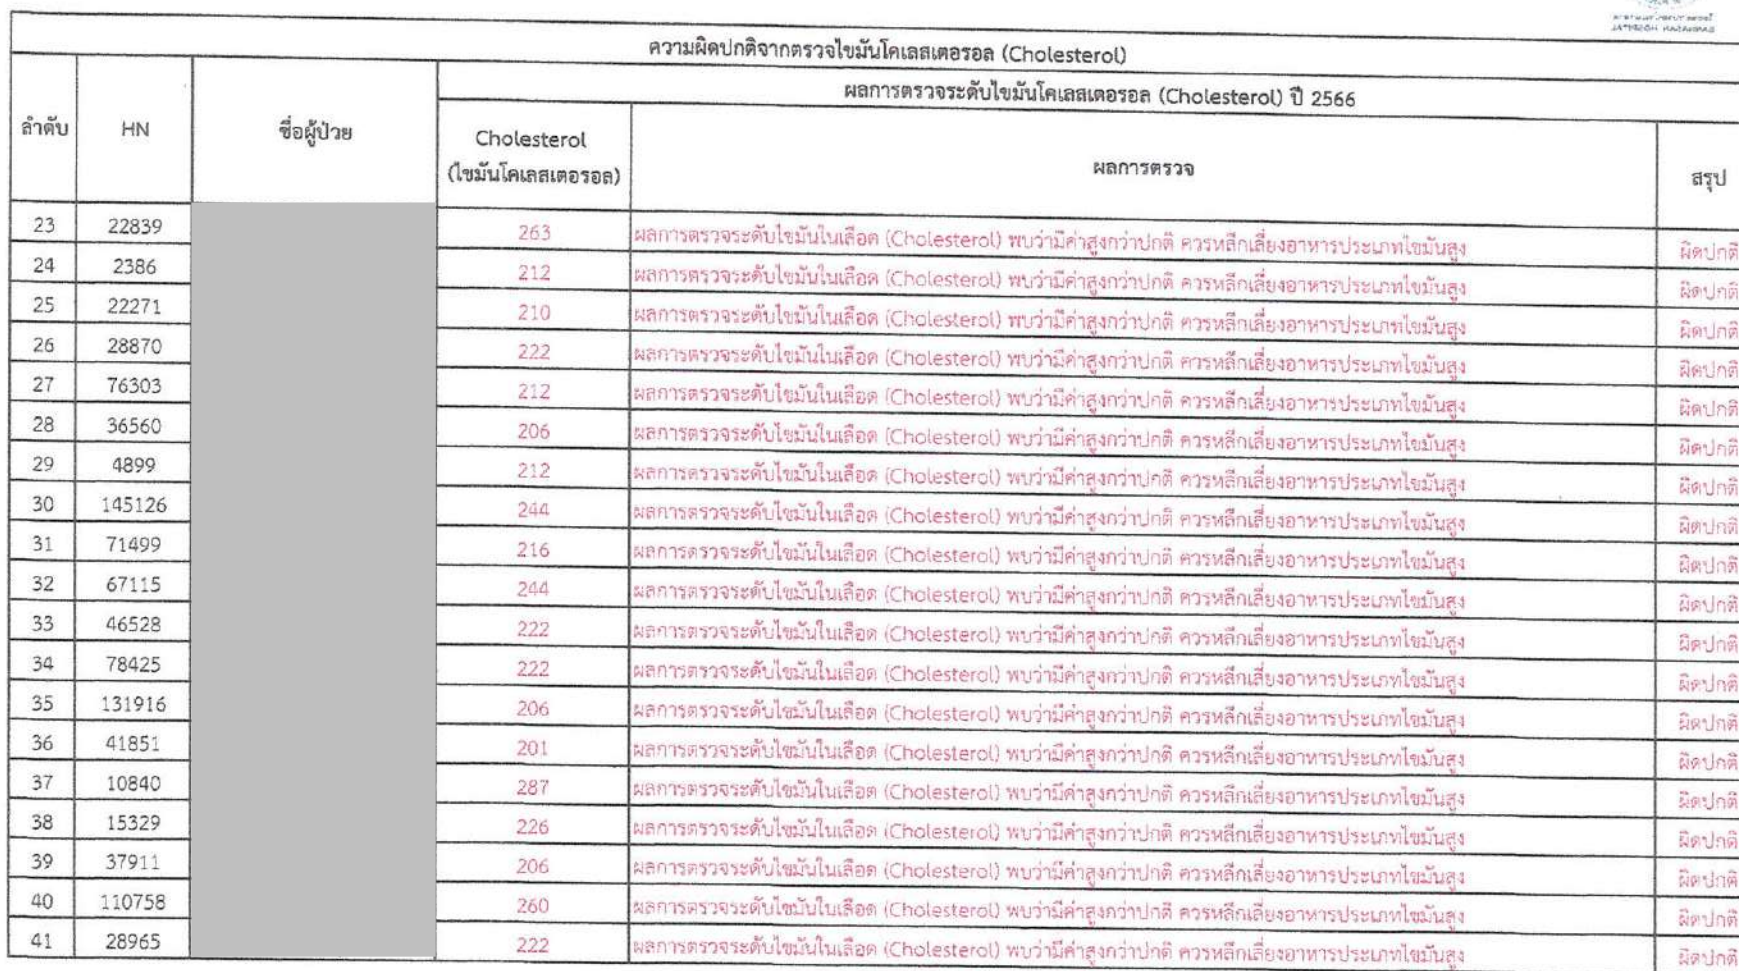 ความผิดปกติจากตรวจไขมันโคเลสเตอรอล (Cholesterol)
ผลการตรวจระดับไขมันโคเลสเตอรอล (Cholesterol) ปี 2566
ลำดับ HN ชื่อผู้ป่วย Cholesterol ผลการตรวจ สรุป
(ไขมันโคเลสเตอรอล)
23 22839 263 ผลการตรวจระดับไขมันในเลือด (Cholesterol) พบว่ามีค่าสูงกว่าปกติ ควรหลีกเลี่ยงอาหารประเภทไขมันสูง ผิดปกติ
24 2386 212 ผลการตรวจระดับไขมันในเลือด (Cholesterol) พบว่ามีค่าสูงกว่าปกติ ควรหลีกเลี่ยงอาหารประเภทไขมันสูง ผิดปกติ
25 22271 210 ผลการตรวจระดับไขมันในเลือด (Cholesterol) พบว่ามีค่าสูงกว่าปกติ ควรหลีกเลี่ยงอาหารประเภทไขมันสูง ผิดปกติ
26 28870 222 ผลการตรวจระดับไขมันในเลือด (Cholesterol) พบว่ามีค่าสูงกว่าปกติ ควรหลีกเลี่ยงอาหารประเภทไขมันสูง ผิดปกติ
27 76303 212 ผลการตรวจระดับไขมันในเลือด (Cholesterol) พบว่ามีค่าสูงกว่าปกติ ควรหลีกเลี่ยงอาหารประเภทไขมันสูง ผิดปกติ
28 36560 206 ผลการตรวจระดับไขมันในเลือด (Cholesterol) พบว่ามีค่าสูงกว่าปกติ ควรหลีกเลี่ยงอาหารประเภทไขมันสูง ผิดปกติ
29 4899 212 ผลการตรวจระดับไขมันในเลือด (Cholesterol) พบว่ามีค่าสูงกว่าปกติ ควรหลีกเลี่ยงอาหารประเภทไขมันสูง ผิดปกติ
30 145126 244 ผลการตรวจระดับไขมันในเลือด (Cholesterol) พบว่ามีค่าสูงกว่าปกติ ควรหลีกเลี่ยงอาหารประเภทไขมันสูง ผิดปกติ
31 71499 216 ผลการตรวจระดับไขมันในเลือด (Cholesterol) พบว่ามีค่าสูงกว่าปกติ ควรหลีกเลี่ยงอาหารประเภทไขมันสูง ผิดปกติ
32 67115 244 ผลการตรวจระดับไขมันในเลือด (Cholesterol) พบว่ามีค่าสูงกว่าปกติ ควรหลีกเลี่ยงอาหารประเภทไขมันสูง ผิดปกติ
33 46528 222 ผลการตรวจระดับไขมันในเลือด (Cholesterol) พบว่ามีค่าสูงกว่าปกติ ควรหลีกเลี่ยงอาหารประเภทไขมันสูง ผิดปกติ
34 78425 222 ผลการตรวจระดับไขมันในเลือด (Cholesterol) พบว่ามีค่าสูงกว่าปกติ ควรหลีกเลี่ยงอาหารประเภทไขมันสูง ผิดปกติ
35 131916 206 ผลการตรวจระดับไขมันในเลือด (Cholesterol) พบว่ามีค่าสูงกว่าปกติ ควรหลีกเลี่ยงอาหารประเภทไขมันสูง ผิดปกติ
36 41851 201 ผลการตรวจระดับไขมันในเลือด (Cholesterol) พบว่ามีค่าสูงกว่าปกติ ควรหลีกเลี่ยงอาหารประเภทไขมันสูง ผิดปกติ
37 10840 287 ผลการตรวจระดับไขมันในเลือด (Cholesterol) พบว่ามีค่าสูงกว่าปกติ ควรหลีกเลี่ยงอาหารประเภทไขมันสูง ผิดปกติ
38 15329 226 ผลการตรวจระดับไขมันในเลือด (Cholesterol) พบว่ามีค่าสูงกว่าปกติ ควรหลีกเลี่ยงอาหารประเภทไขมันสูง ผิดปกติ
39 37911 206 ผลการตรวจระดับไขมันในเลือด (Cholesterol) พบว่ามีค่าสูงกว่าปกติ ควรหลีกเลี่ยงอาหารประเภทไขมันสูง ผิดปกติ
40 110758 260 ผลการตรวจระดับไขมันในเลือด (Cholesterol) พบว่ามีค่าสูงกว่าปกติ ควรหลีกเลี่ยงอาหารประเภทไขมันสูง ผิดปกติ
41 28965 222 ผลการตรวจระดับไขมันในเลือด (Cholesterol) พบว่ามีค่าสูงกว่าปกติ ควรหลีกเลี่ยงอาหารประเภทไขมันสูง ผิดปกติ